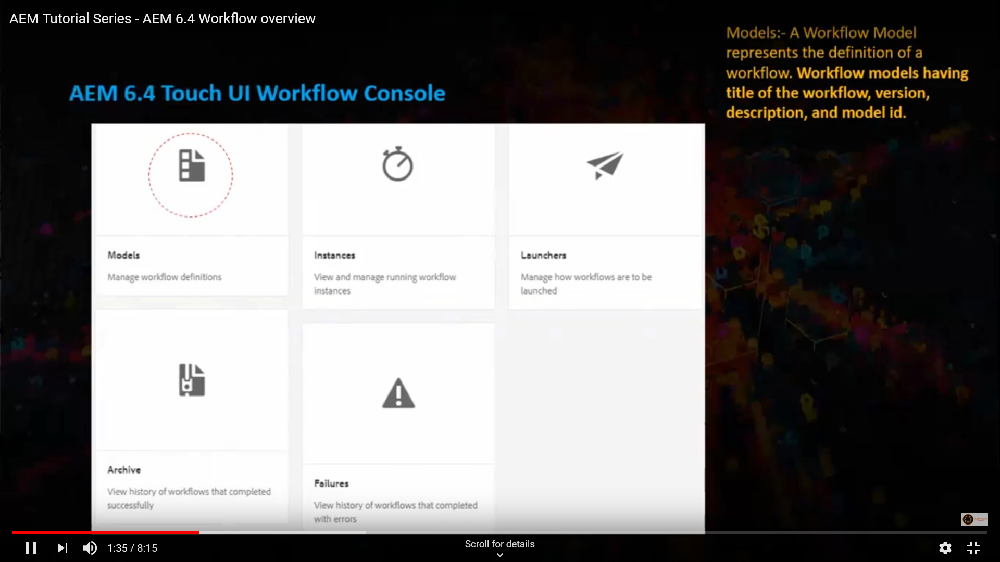 AEM Tutorial Series - AEM 6.4 Workflow overview
Models:- A Workflow Model
represents the definition of a
workflow. Workflow models having
title of the workflow, version,
description, and model id.
AEM 6.4 Touch UI Workflow Console
Models
Manage workflow definitions
Instances
View and manage running workflow
instances
Launchers
Manage how workflows are to be
launched
Archive
View history of workflows that completed
successfully
Failures
View history of workflows that completed
with errors
1:35 / 8:15
Scroll for details